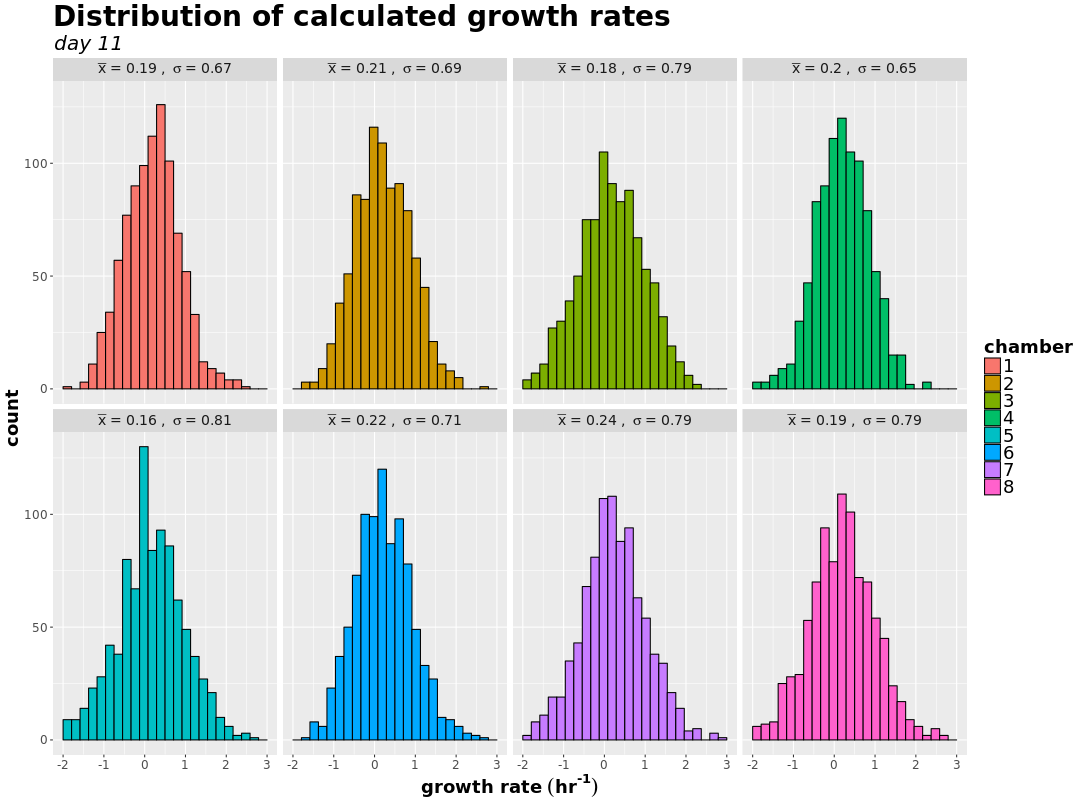 Distribution of calculated growth rates
day 11
x̅ = 0.19 , σ = 0.67
x̅ = 0.21 , σ = 0.69
x̅ = 0.18 , σ = 0.79
x̅ = 0.2 , σ = 0.65
100
50
0
x̅ = 0.16 , σ = 0.81
x̅ = 0.22 , σ = 0.71
x̅ = 0.24 , σ = 0.79
x̅ = 0.19 , σ = 0.79
100
50
0
count
-2 -1 0 1 2 3
-2 -1 0 1 2 3
-2 -1 0 1 2 3
-2 -1 0 1 2 3
growth rate (hr⁻¹)
chamber
1
2
3
4
5
6
7
8